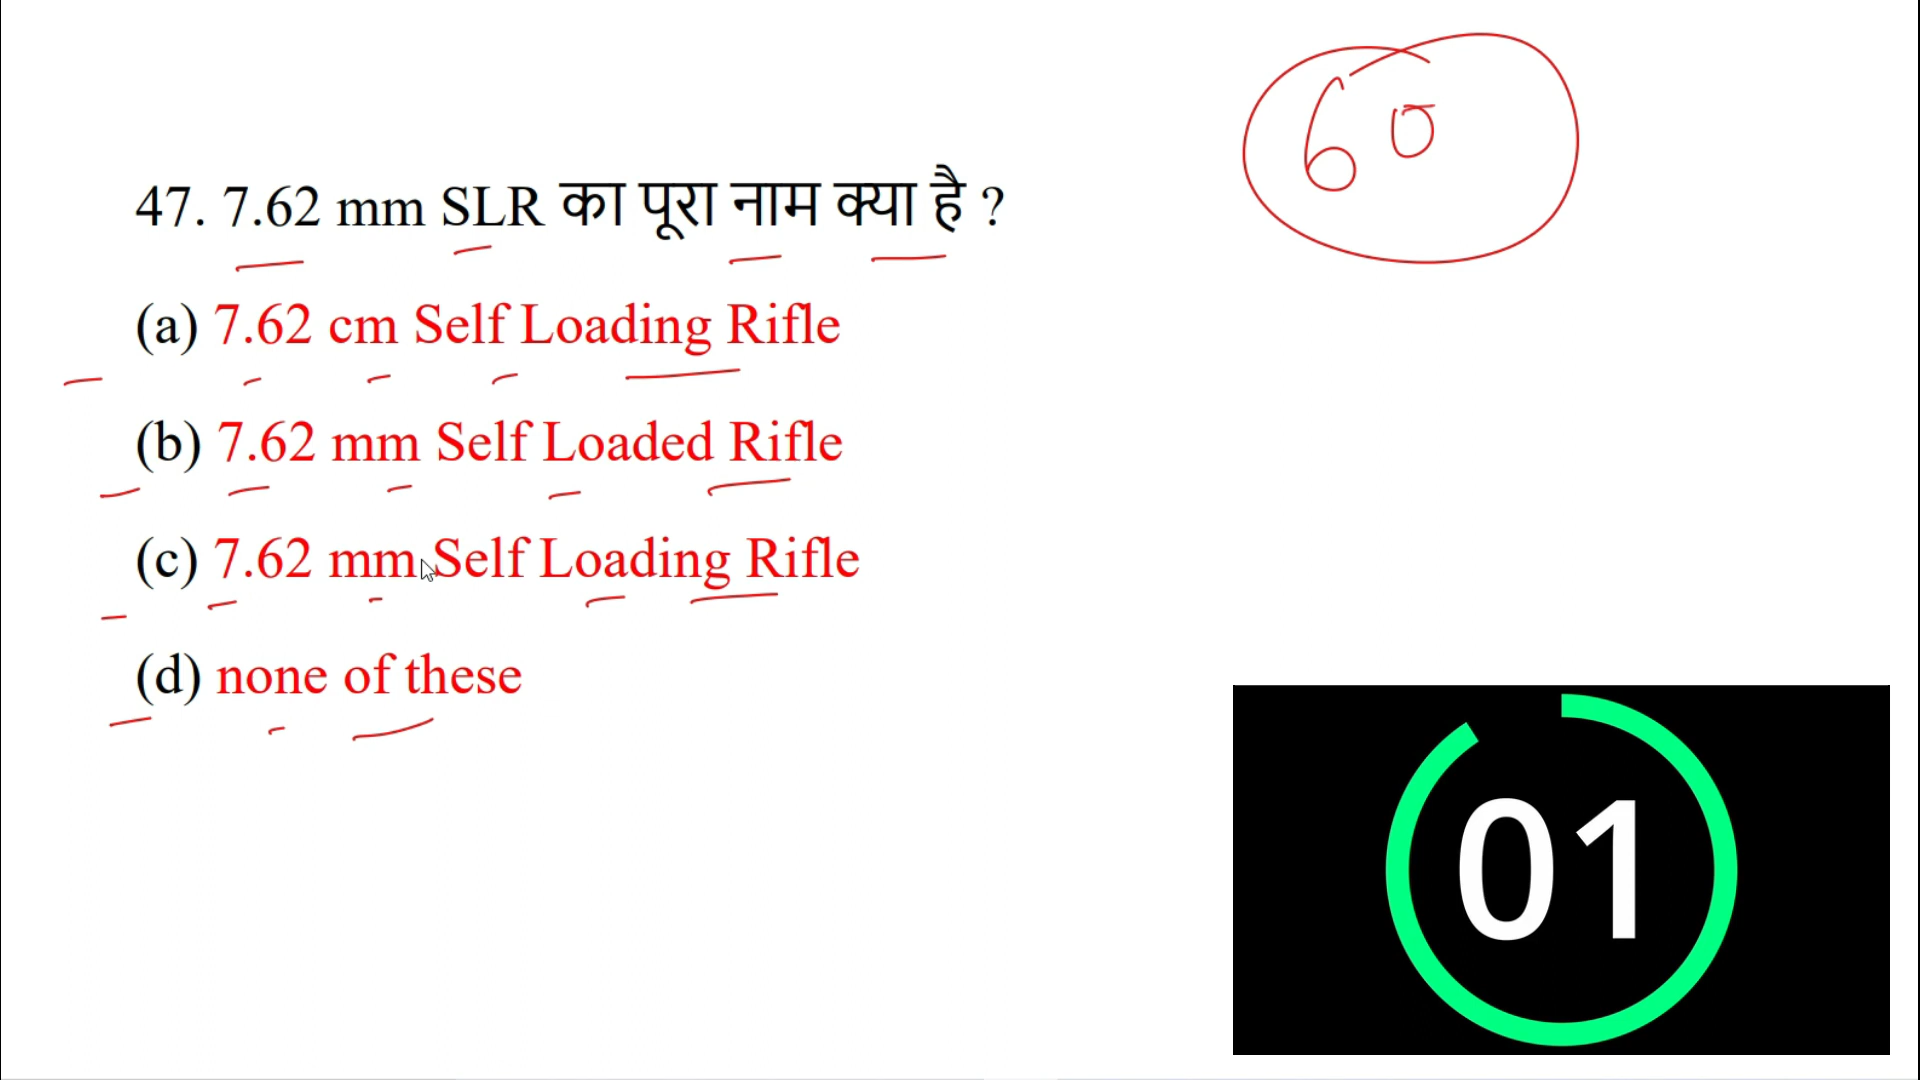 60
47. 7.62 mm SLR का पूरा नाम क्या है ?
(a) 7.62 cm Self Loading Rifle
(b) 7.62 mm Self Loaded Rifle
(c) 7.62 mm Self Loading Rifle
(d) none of these
01